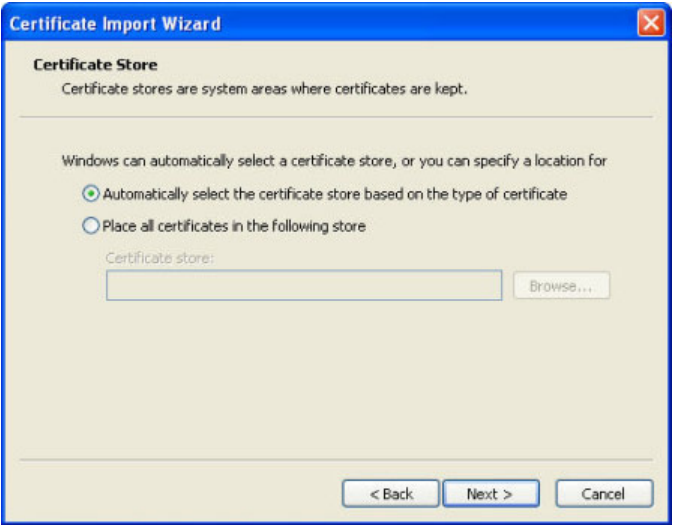 Certificate Import Wizard
Certificate Store
Certificate stores are system areas where certificates are kept.
Windows can automatically select a certificate store, or you can specify a location for
Automatically select the certificate store based on the type of certificate
Place all certificates in the following store
Certificate store:
Browse...
< Back
Next >
Cancel